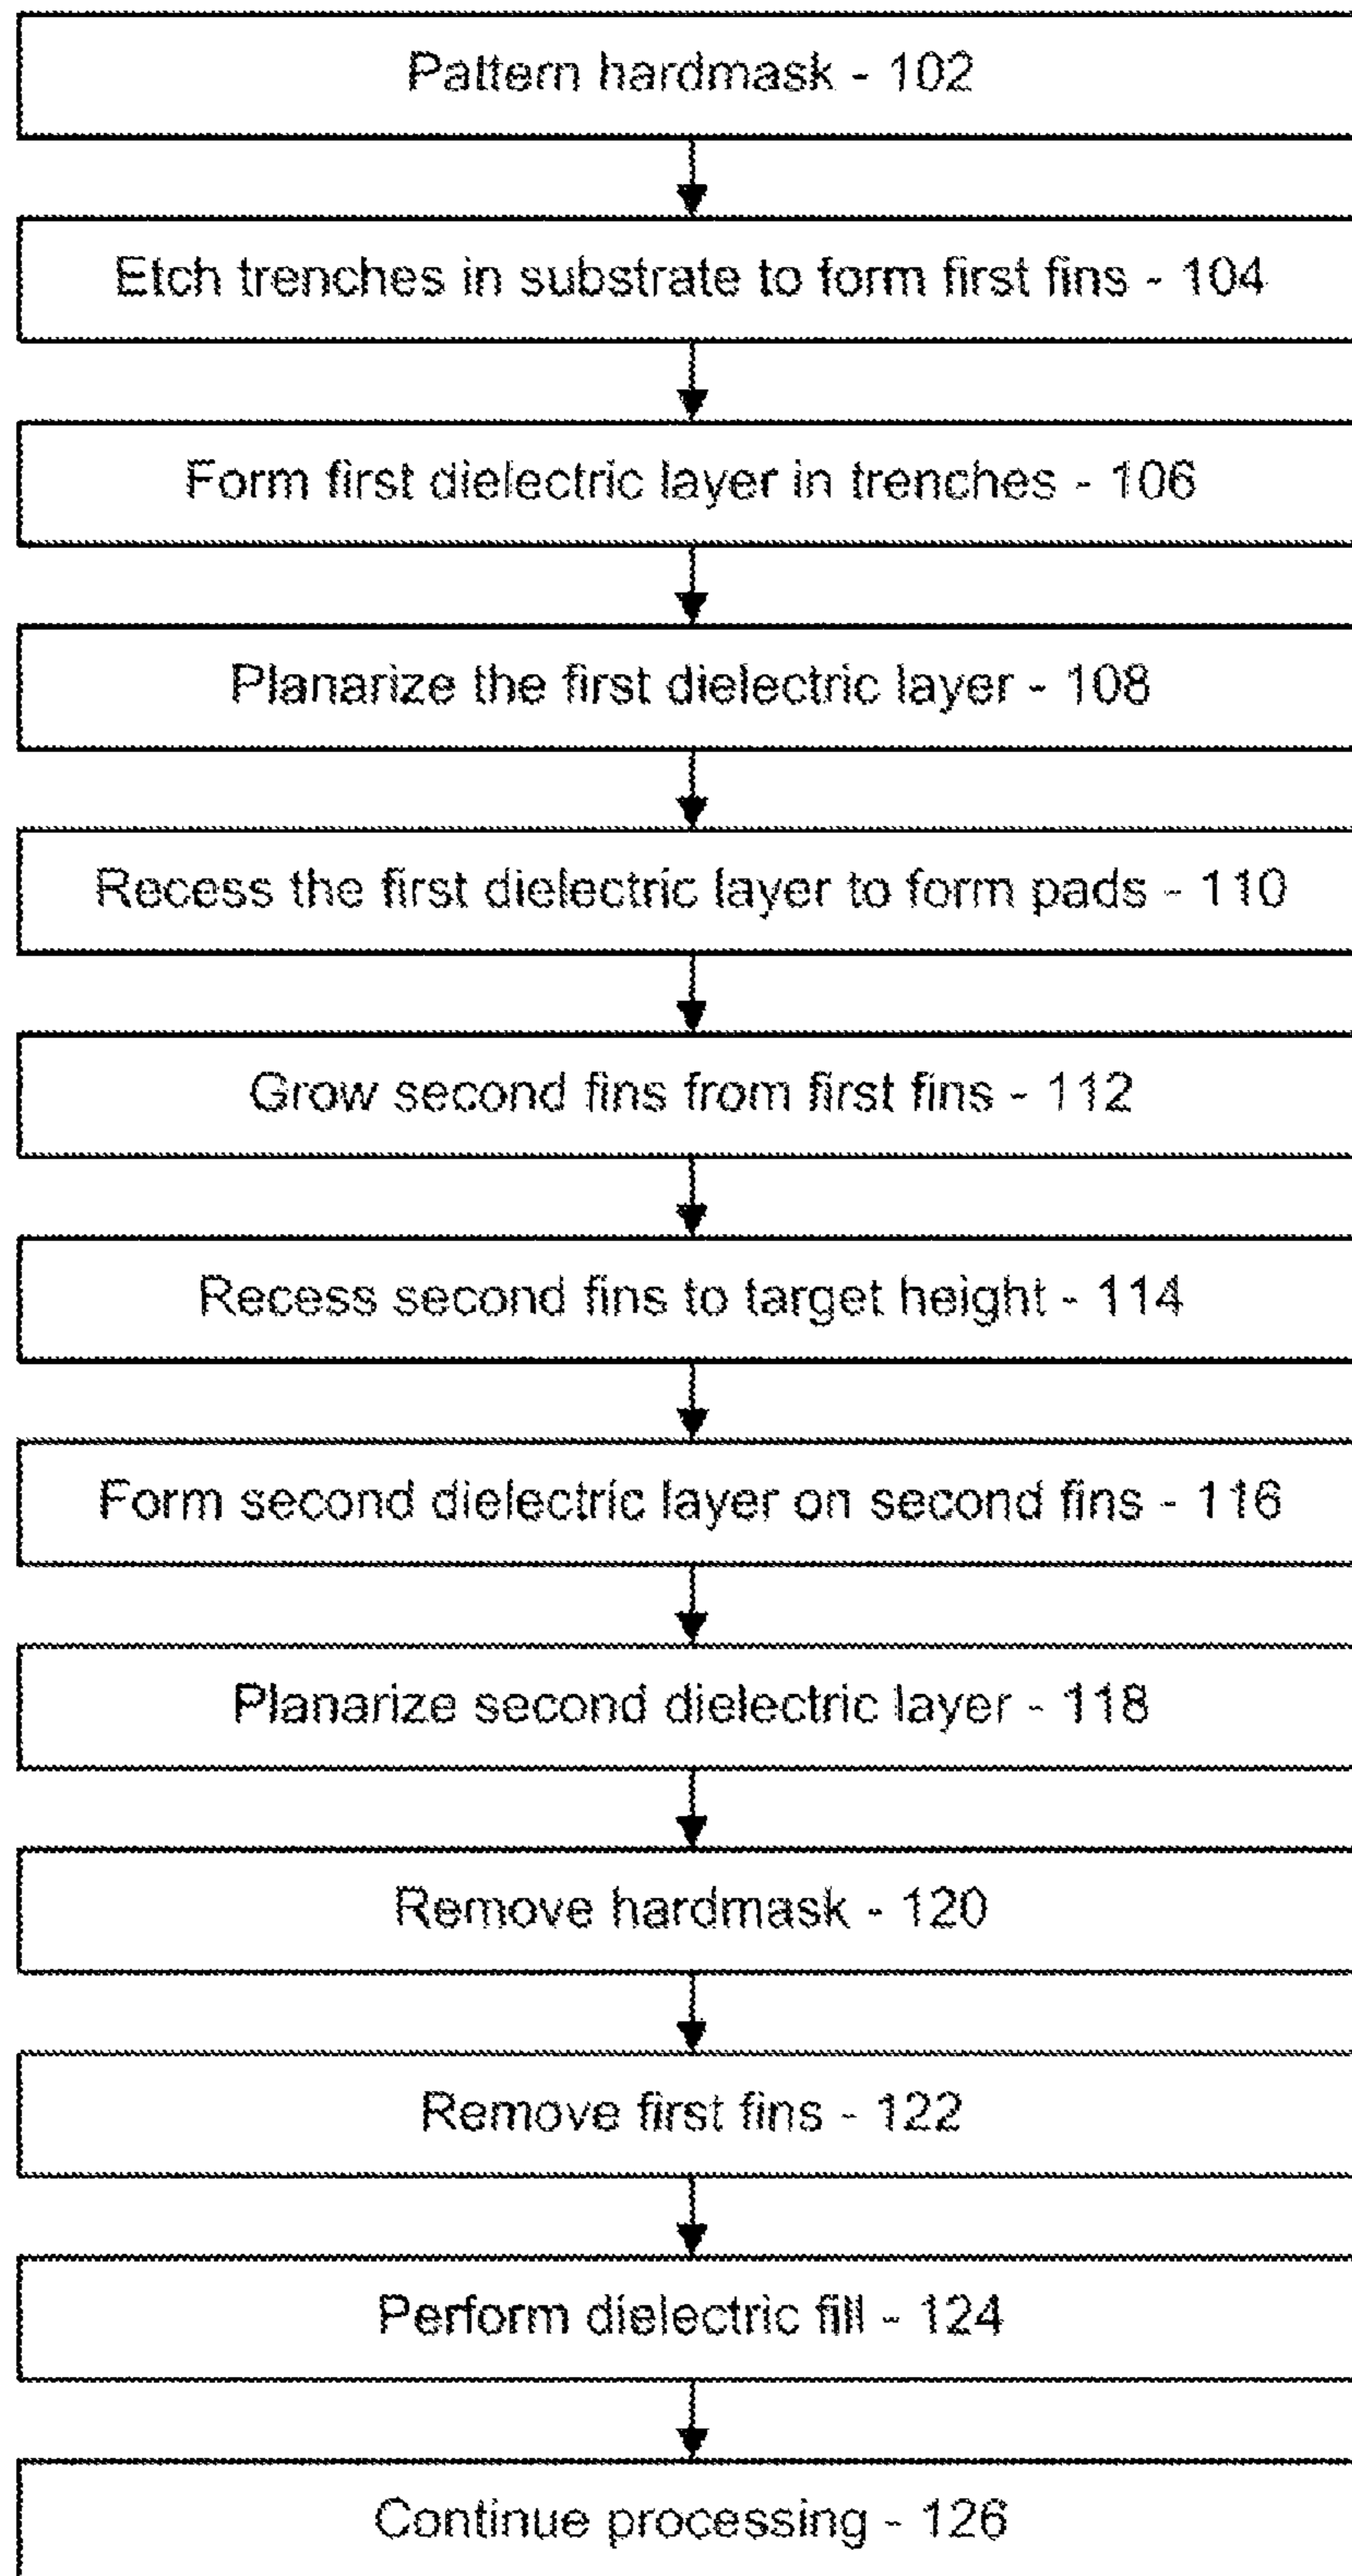 Pattern hardmask - 102
Etch trenches in substrate to form first fins - 104
Form first dielectric layer in trenches - 106
Planarize the first dielectric layer - 108
Recess the first dielectric layer to form pads - 110
Grow second fins from first fins - 112
Recess second fins to target height - 114
Form second dielectric layer on second fins - 116
Planarize second dielectric layer - 118
Remove hardmask - 120
Remove first fins - 122
Perform dielectric fill - 124
Continue processing - 126